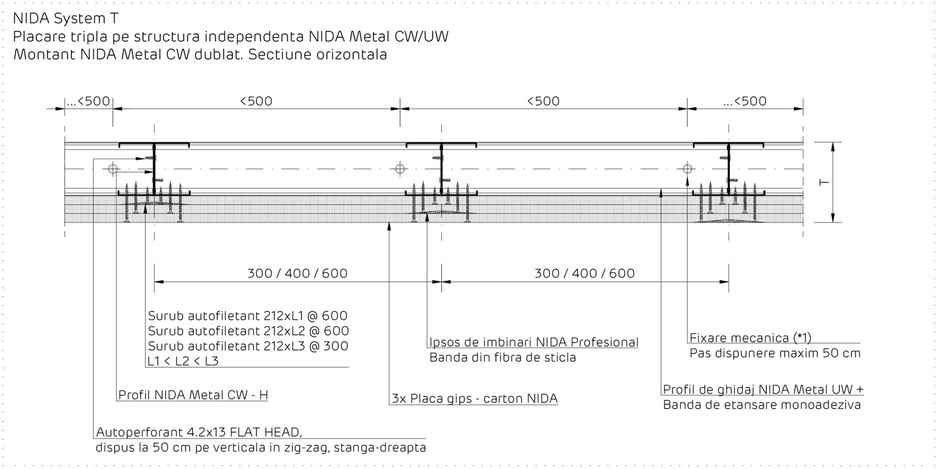 NIDA System T
Placare tripla pe structura independenta NIDA Metal CW/UW
Montant NIDA Metal CW dublat. Sectiune orizontala
...<500 <500 <500 ...<500
T
300 / 400 / 600 300 / 400 / 600
Surub autofiletant 212xL1 @ 600
Surub autofiletant 212xL2 @ 600
Surub autofiletant 212xL3 @ 300
L1 < L2 < L3
Ipsos de imbinari NIDA Profesional
Banda din fibra de sticla
Fixare mecanica (*1)
Pas dispunere maxim 50 cm
Profil NIDA Metal CW - H
3x Placa gips - carton NIDA
Profil de ghidaj NIDA Metal UW +
Banda de etansare monoadeziva
Autoperforant 4.2x13 FLAT HEAD,
dispus la 50 cm pe verticala in zig-zag, stanga-dreapta